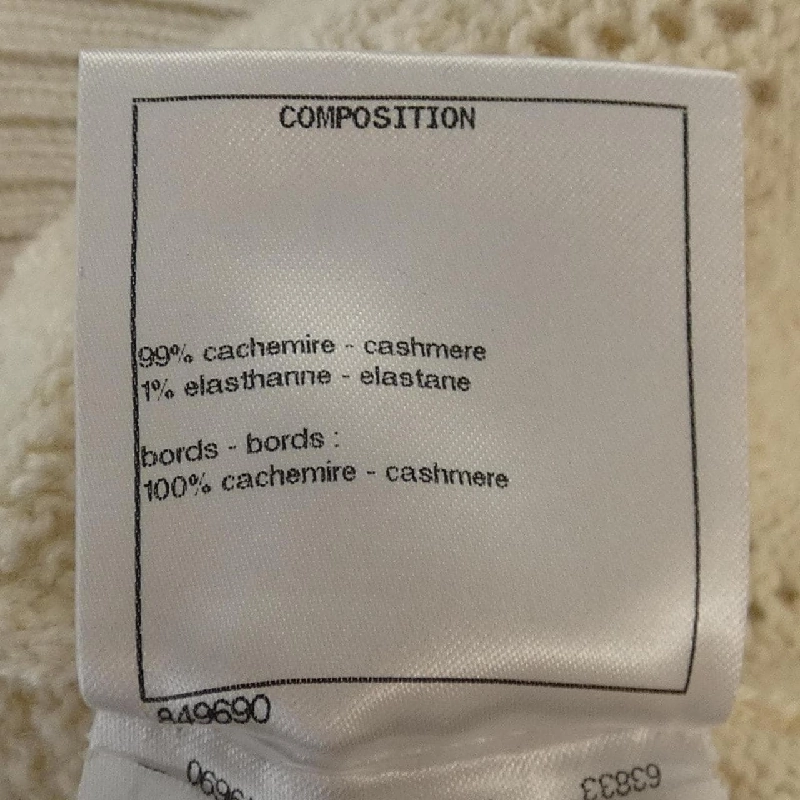 COMPOSITION
99% cachemire - cashmere
1% elasthanne - elastane
bords - bords :
100% cachemire - cashmere
849690
63833